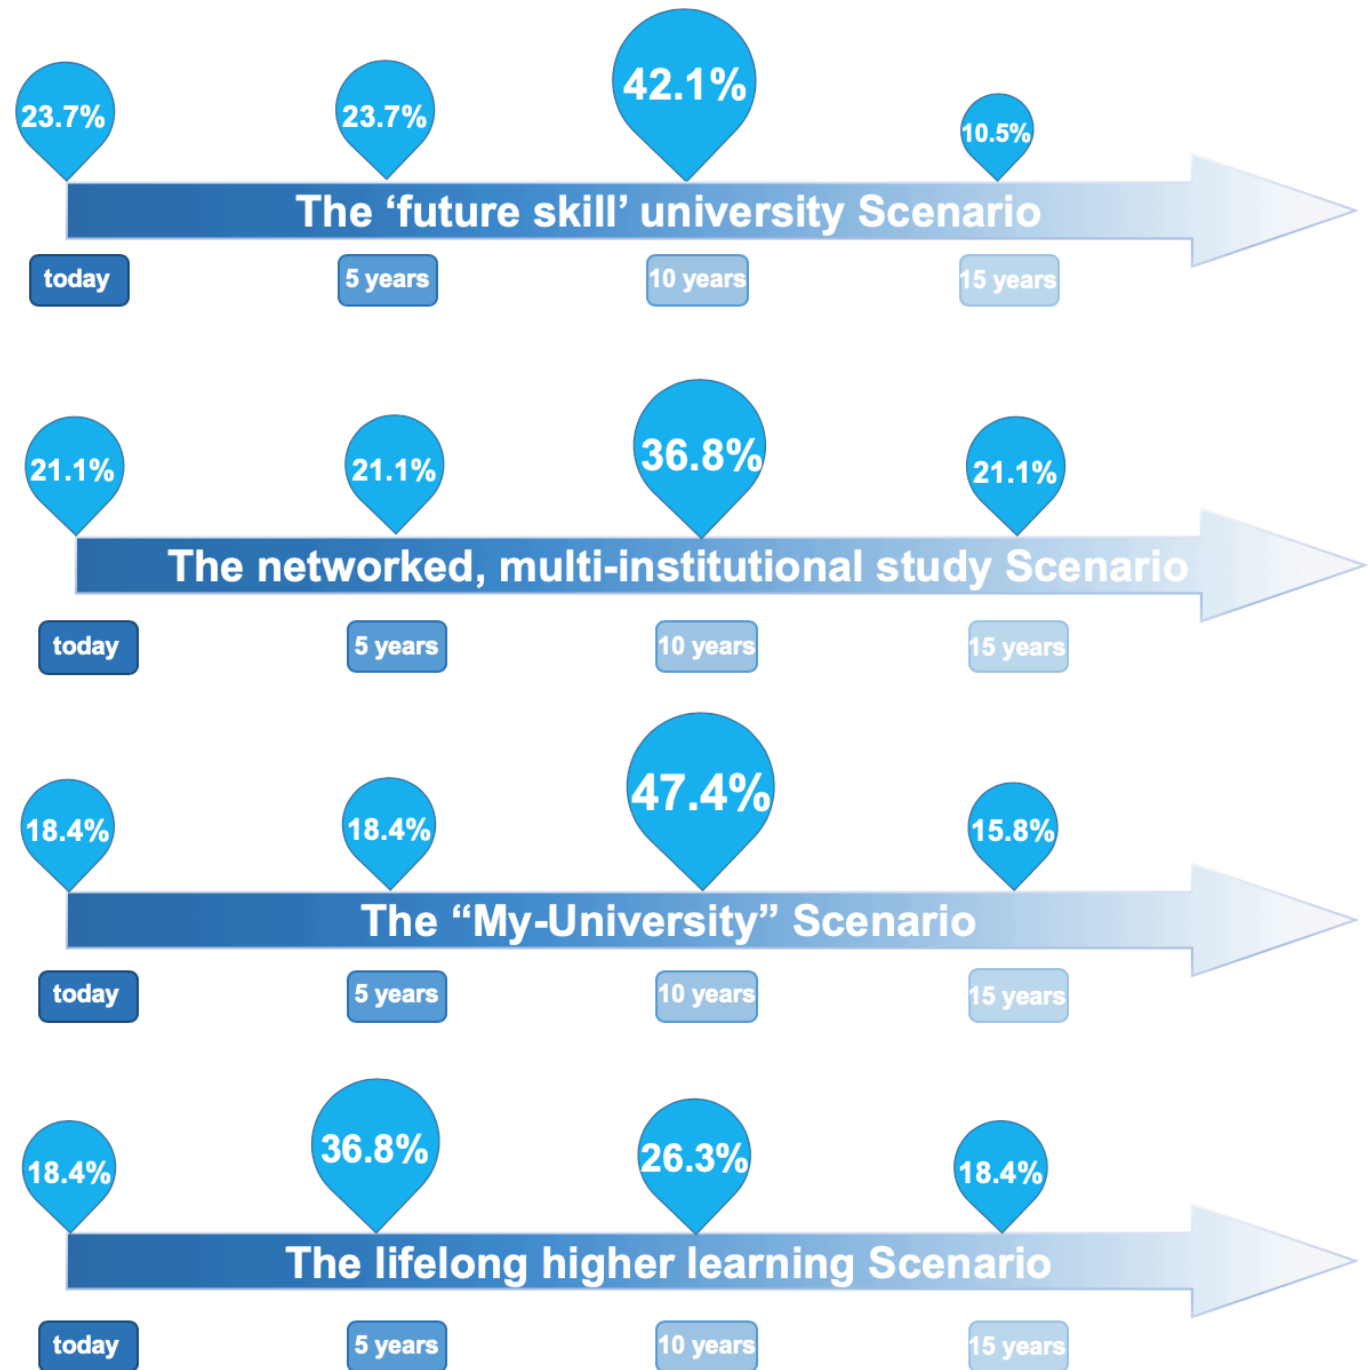 23.7% 23.7% 42.1% 10.5%
The ‘future skill’ university Scenario
today 5 years 10 years 15 years
21.1% 21.1% 36.8% 21.1%
The networked, multi-institutional study Scenario
today 5 years 10 years 15 years
18.4% 18.4% 47.4% 15.8%
The “My-University” Scenario
today 5 years 10 years 15 years
18.4% 36.8% 26.3% 18.4%
The lifelong higher learning Scenario
today 5 years 10 years 15 years